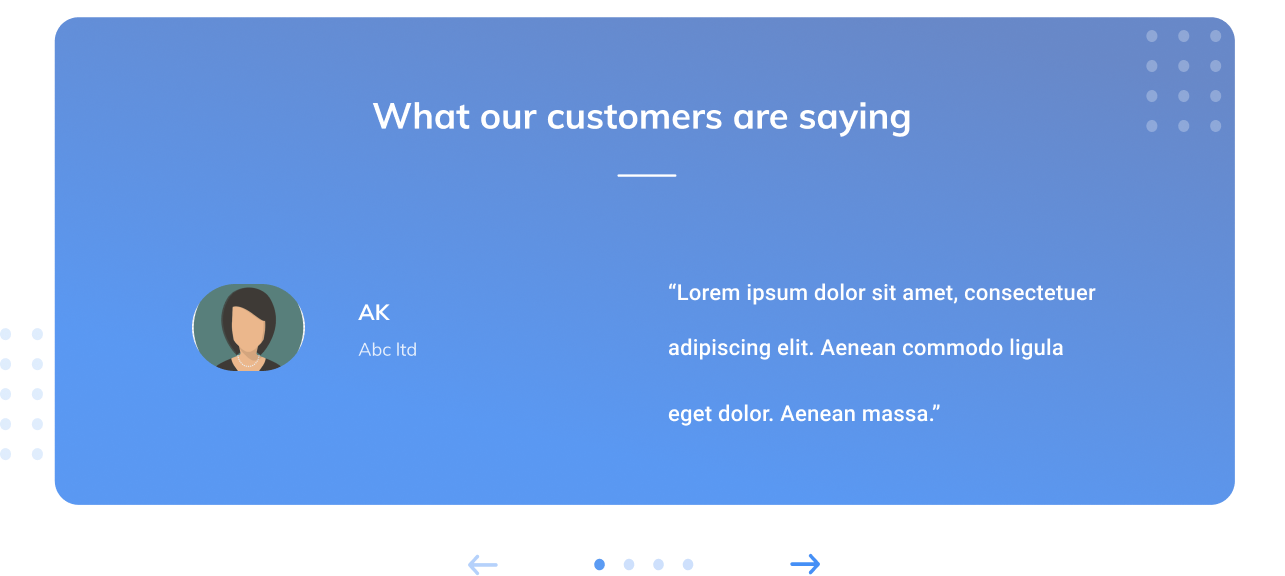 What our customers are saying
AK
Abc ltd
“Lorem ipsum dolor sit amet, consectetuer
adipiscing elit. Aenean commodo ligula
eget dolor. Aenean massa.”